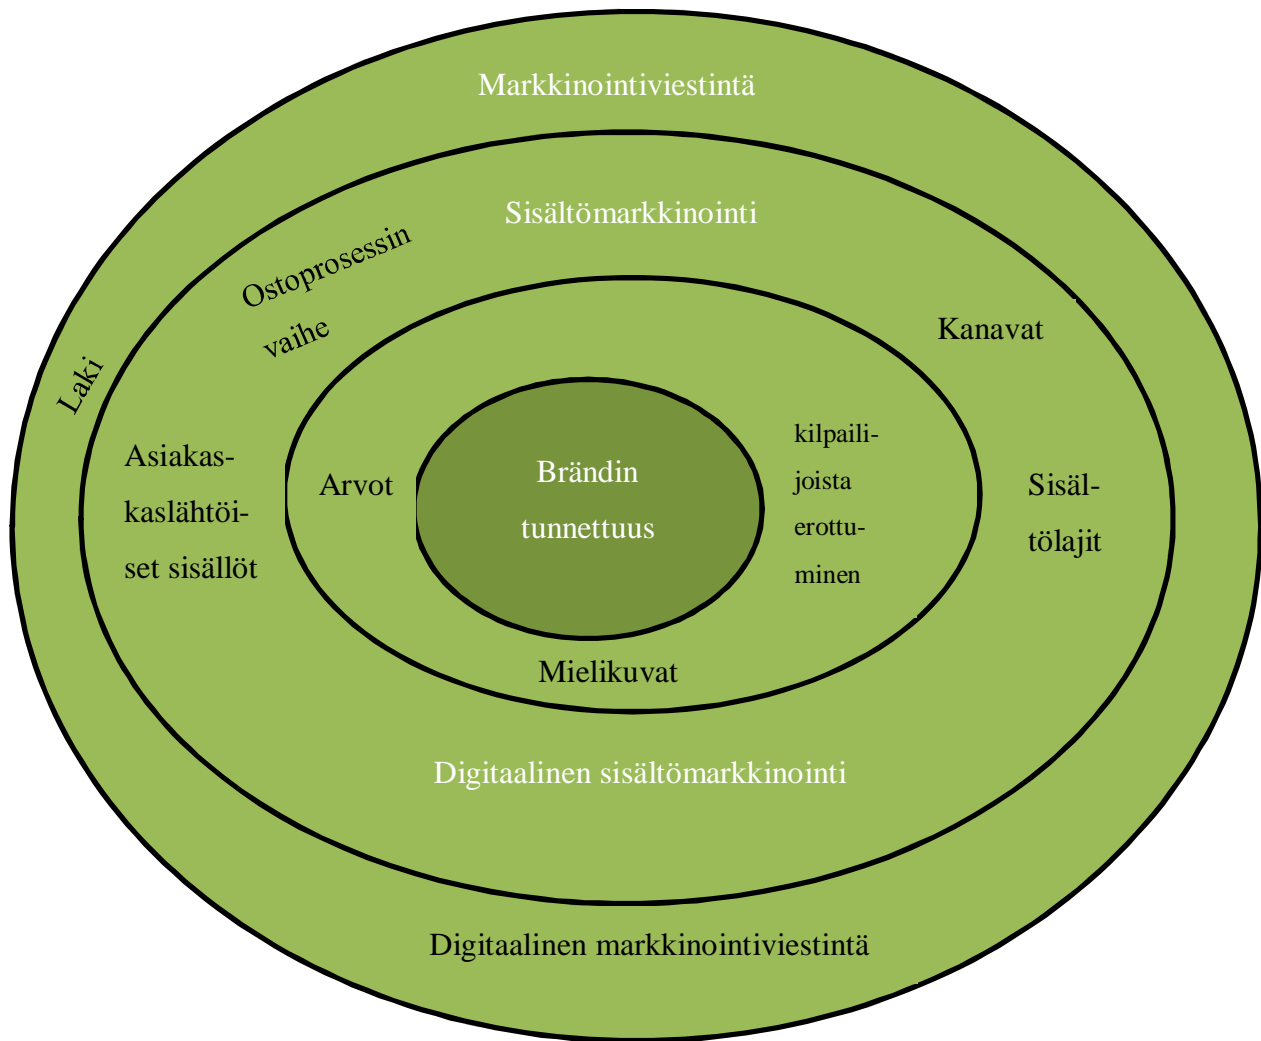 Markkinointiviestintä
Sisältömarkkinointi
Ostoprosessin
vaihe
Kanavat
Laki
Asiakas-
kaslähtöi-
set sisällöt
Arvot
Brändin
tunnettuus
kilpaili-
joista
erottu-
minen
Sisäl-
tölajit
Mielikuvat
Digitaalinen sisältömarkkinointi
Digitaalinen markkinointiviestintä